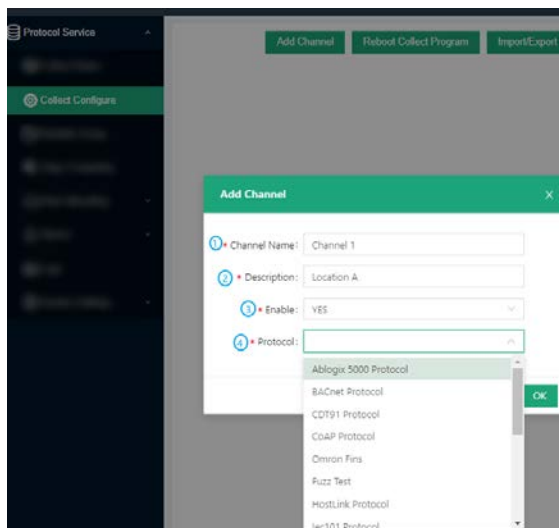 Protocol Service
Add Channel
Reboot Collect Program
Import/Export
Collect Configure
Add Channel
X
1 * Channel Name: Channel 1
2 * Description: Location A
3 * Enable: YES
4 * Protocol:
Ablogix 5000 Protocol
BACnet Protocol
OK
CDT91 Protocol
CoAP Protocol
Omron Fins
Fuzz Test
HostLink Protocol
Iec101 Protocol